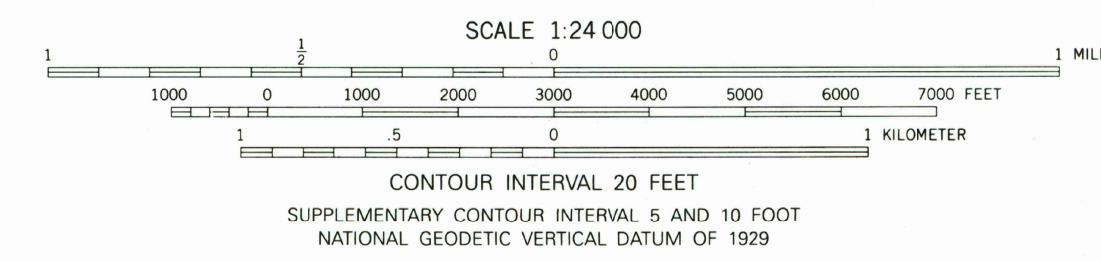 SCALE 1:24 000
1 1/2 0 1
1000 0 1000 2000 3000 4000 5000 6000 7000 FEET
1 .5 0 1 KILOMETER
CONTOUR INTERVAL 20 FEET
SUPPLEMENTARY CONTOUR INTERVAL 5 AND 10 FOOT
NATIONAL GEODETIC VERTICAL DATUM OF 1929